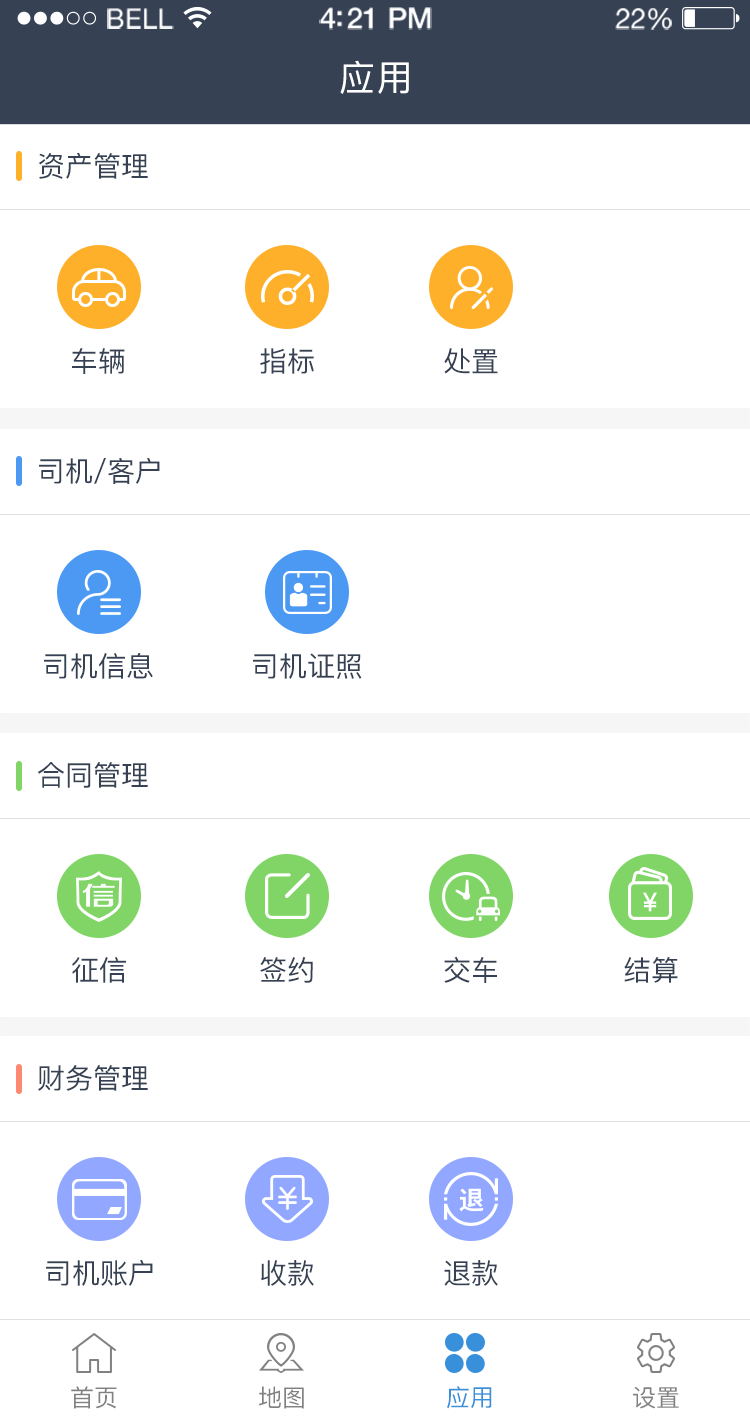 BELL 4:21 PM 22%
应用
资产管理
车辆 指标 处置
司机/客户
司机信息 司机证照
合同管理
信 ¥
征信 签约 交车 结算
财务管理
¥ 退
司机账户 收款 退款
首页 地图 应用 设置